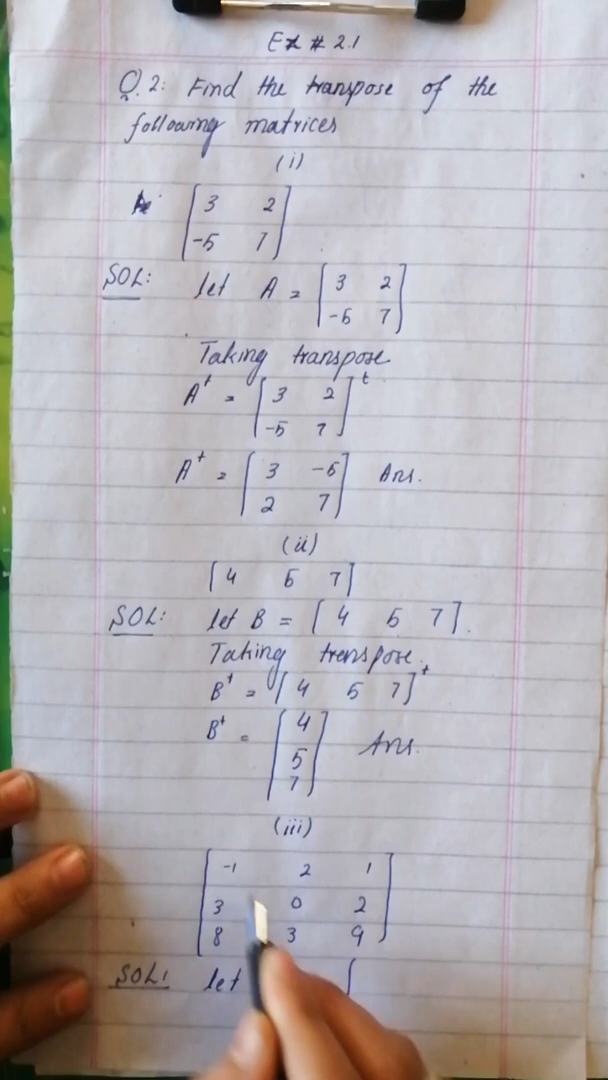 Ex # 2.1
Q.2: Find the transpose of the
following matrices
(i)
[3 2
-5 7]
SOL: let A = [3 2
-5 7]
Taking transpose
A^t = [3 2
-5 7]^t
A^t = [3 -5
2 7] Ans.
(ii)
[4 5 7]
SOL: let B = [4 5 7].
Taking transpose.
B^t = [4 5 7]^t
B^t = [4
5
7] Ans.
(iii)
[-1 2 1
3 0 2
8 3 9]
SOL: let [